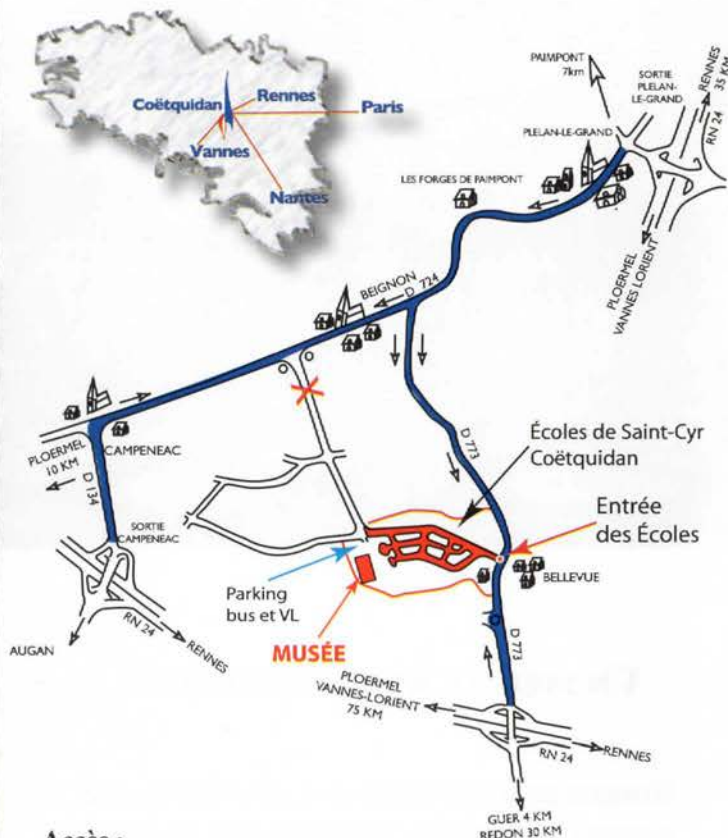 Coëtquidan
Rennes
Paris
Vannes
Nantes
PAIMPONT
7km
SORTIE
PLELAN-
LE-GRAND
RENNES
35 KM
RN 24
PLELAN-LE-GRAND
LES FORGES DE PAIMPONT
PLOERMEL
VANNES LORIENT
BEIGNON
D 724
D 773
PLOERMEL
10 KM
CAMPENEAC
D 134
SORTIE
CAMPENEAC
Écoles de Saint-Cyr
Coëtquidan
Entrée
des Écoles
BELLEVUE
Parking
bus et VL
MUSÉE
AUGAN
RN 24
RENNES
D 773
PLOERMEL
VANNES-LORIENT
75 KM
RN 24
RENNES
GUER 4 KM
REDON 30 KM